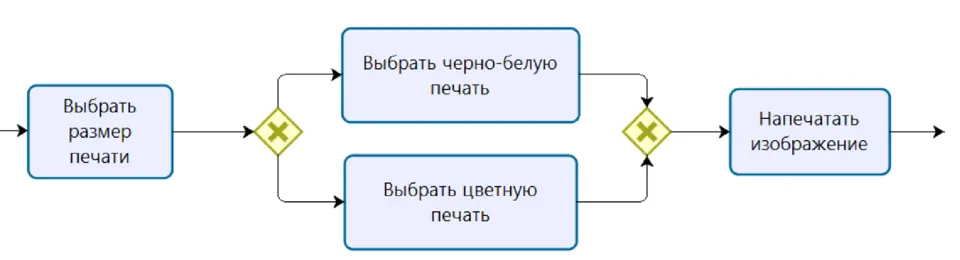 Выбрать
размер
печати
Выбрать черно-белую
печать
Выбрать цветную
печать
Напечатать
изображение